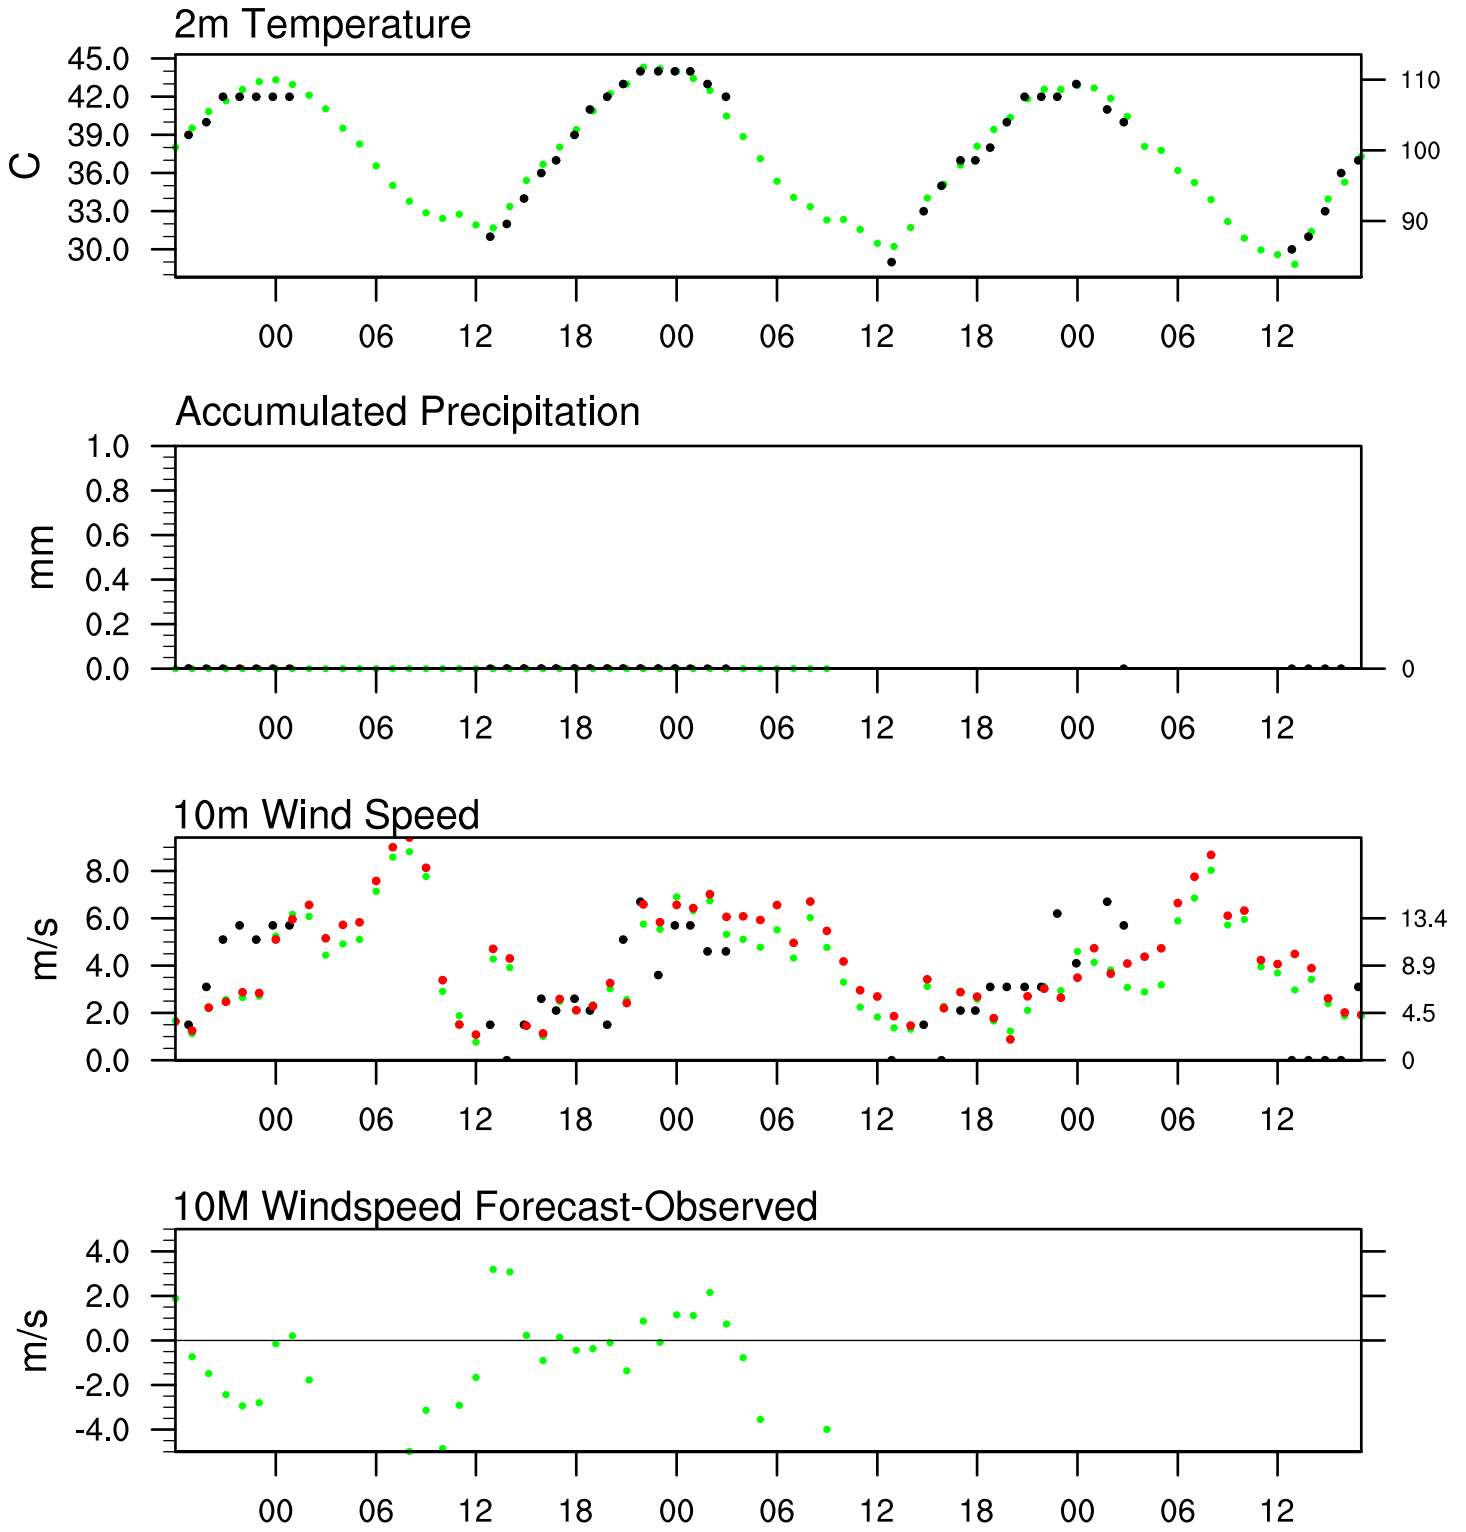 2m Temperature
45.0
42.0
39.0
36.0
33.0
30.0
C
110
100
90
00 06 12 18 00 06 12 18 00 06 12
Accumulated Precipitation
1.0
0.8
0.6
0.4
0.2
0.0
mm
0
00 06 12 18 00 06 12 18 00 06 12
10m Wind Speed
8.0
6.0
4.0
2.0
0.0
m/s
13.4
8.9
4.5
0
00 06 12 18 00 06 12 18 00 06 12
10M Windspeed Forecast-Observed
4.0
2.0
0.0
-2.0
-4.0
m/s
00 06 12 18 00 06 12 18 00 06 12